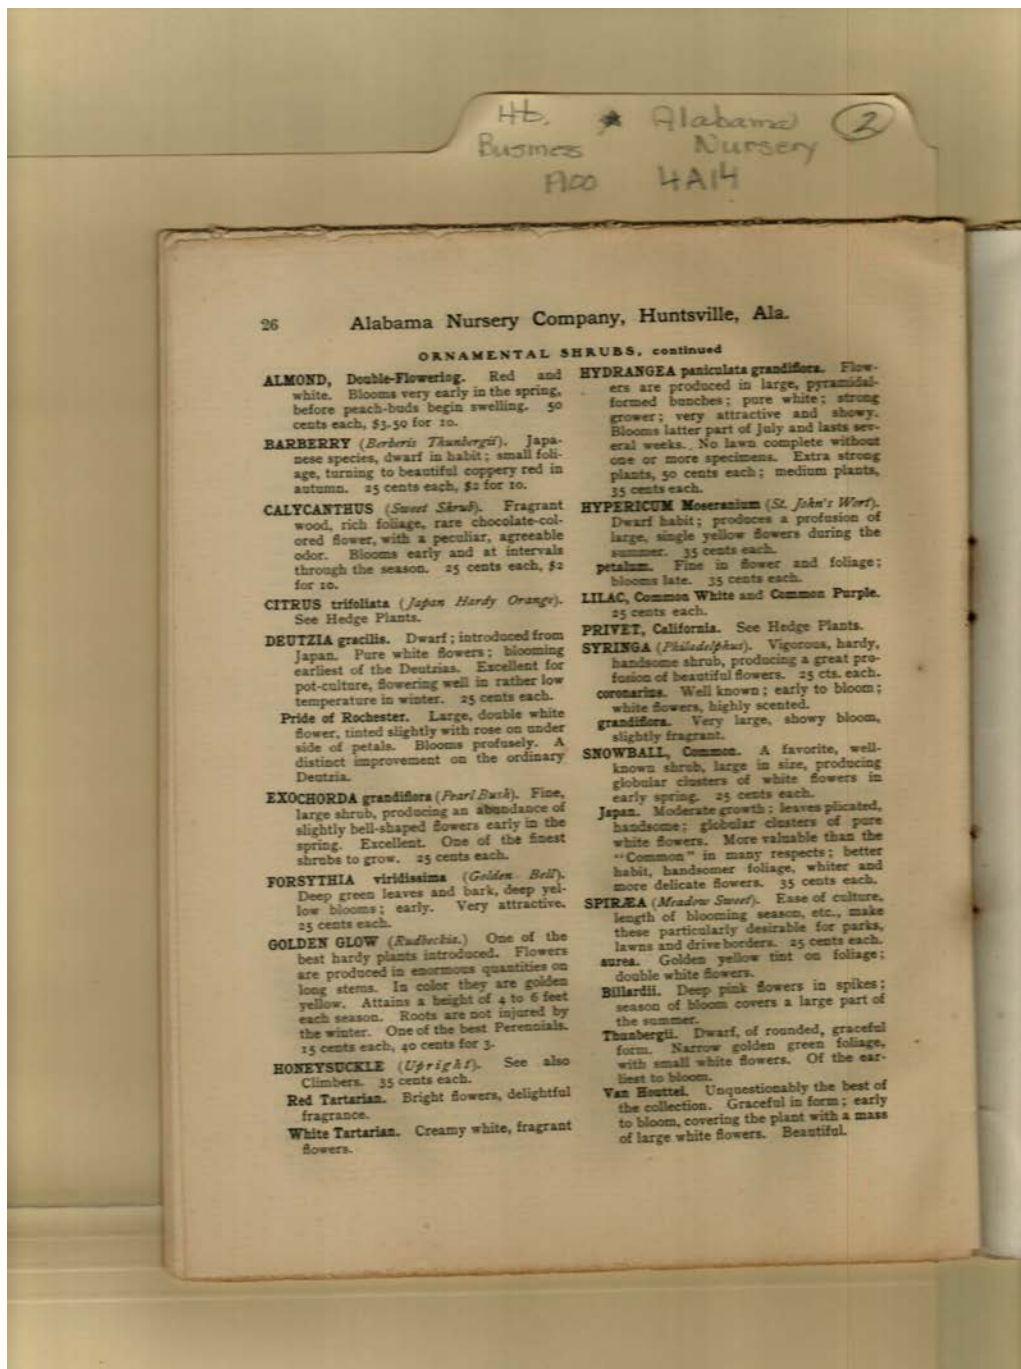 Hb. ★ Alabama ②
Business Nursery
1900 4A14
26 Alabama Nursery Company, Huntsville, Ala.
ORNAMENTAL SHRUBS, continued
ALMOND, Double-Flowering. Red and
white. Blooms very early in the spring,
before peach-buds begin swelling. 50
cents each, $3.50 for 10.
BARBERRY (Berberis Thunbergii). Japa-
nese species, dwarf in habit; small foli-
age, turning to beautiful coppery red in
autumn. 25 cents each, $2 for 10.
CALYCANTHUS (Sweet Shrub). Fragrant
wood, rich foliage, rare chocolate-col-
ored flower, with a peculiar, agreeable
odor. Blooms early and at intervals
through the season. 25 cents each, $2
for 10.
CITRUS trifoliata (Japan Hardy Orange).
See Hedge Plants.
DEUTZIA gracilis. Dwarf; introduced from
Japan. Pure white flowers; blooming
earliest of the Deutzias. Excellent for
pot-culture, flowering well in rather low
temperature in winter. 25 cents each.
Pride of Rochester. Large, double white
flower, tinted slightly with rose on under
side of petals. Blooms profusely. A
distinct improvement on the ordinary
Deutzia.
EXOCHORDA grandiflora (Pearl Bush). Fine,
large shrub, producing an abundance of
slightly bell-shaped flowers early in the
spring. Excellent. One of the finest
shrubs to grow. 25 cents each.
FORSYTHIA viridissima (Golden Bell).
Deep green leaves and bark, deep yel-
low blooms; early. Very attractive.
25 cents each.
GOLDEN GLOW (Rudbeckia.) One of the
best hardy plants introduced. Flowers
are produced in enormous quantities on
long stems. In color they are golden
yellow. Attains a height of 4 to 6 feet
each season. Roots are not injured by
the winter. One of the best Perennials.
15 cents each, 40 cents for 3.
HONEYSUCKLE (Upright). See also
Climbers. 35 cents each.
Red Tartarian. Bright flowers, delightful
fragrance.
White Tartarian. Creamy white, fragrant
flowers.
HYDRANGEA paniculata grandiflora. Flow-
ers are produced in large, pyramidal-
formed bunches; pure white; strong
grower; very attractive and showy.
Blooms latter part of July and lasts sev-
eral weeks. No lawn complete without
one or more specimens. Extra strong
plants, 50 cents each; medium plants,
35 cents each.
HYPERICUM Moseranium (St. John's Wort).
Dwarf habit; produces a profusion of
large, single yellow flowers during the
summer. 35 cents each.
petalum. Fine in flower and foliage;
blooms late. 35 cents each.
LILAC, Common White and Common Purple.
25 cents each.
PRIVET, California. See Hedge Plants.
SYRINGA (Philadelphus). Vigorous, hardy,
handsome shrub, producing a great pro-
fusion of beautiful flowers. 25 cts. each.
coronarius. Well known; early to bloom;
white flowers, highly scented.
grandiflora. Very large, showy bloom,
slightly fragrant.
SNOWBALL, Common. A favorite, well-
known shrub, large in size, producing
globular clusters of white flowers in
early spring. 25 cents each.
Japan. Moderate growth; leaves plicated,
handsome; globular clusters of pure
white flowers. More valuable than the
"Common" in many respects; better
habit, handsomer foliage, whiter and
more delicate flowers. 35 cents each.
SPIRÆA (Meadow Sweet). Ease of culture,
length of blooming season, etc., make
these particularly desirable for parks,
lawns and drive borders. 25 cents each.
aurea. Golden yellow tint on foliage;
double white flowers.
Billardii. Deep pink flowers in spikes;
season of bloom covers a large part of
the summer.
Thunbergii. Dwarf, of rounded, graceful
form. Narrow golden green foliage,
with small white flowers. Of the ear-
liest to bloom.
Van Houttei. Unquestionably the best of
the collection. Graceful in form; early
to bloom, covering the plant with a mass
of large white flowers. Beautiful.